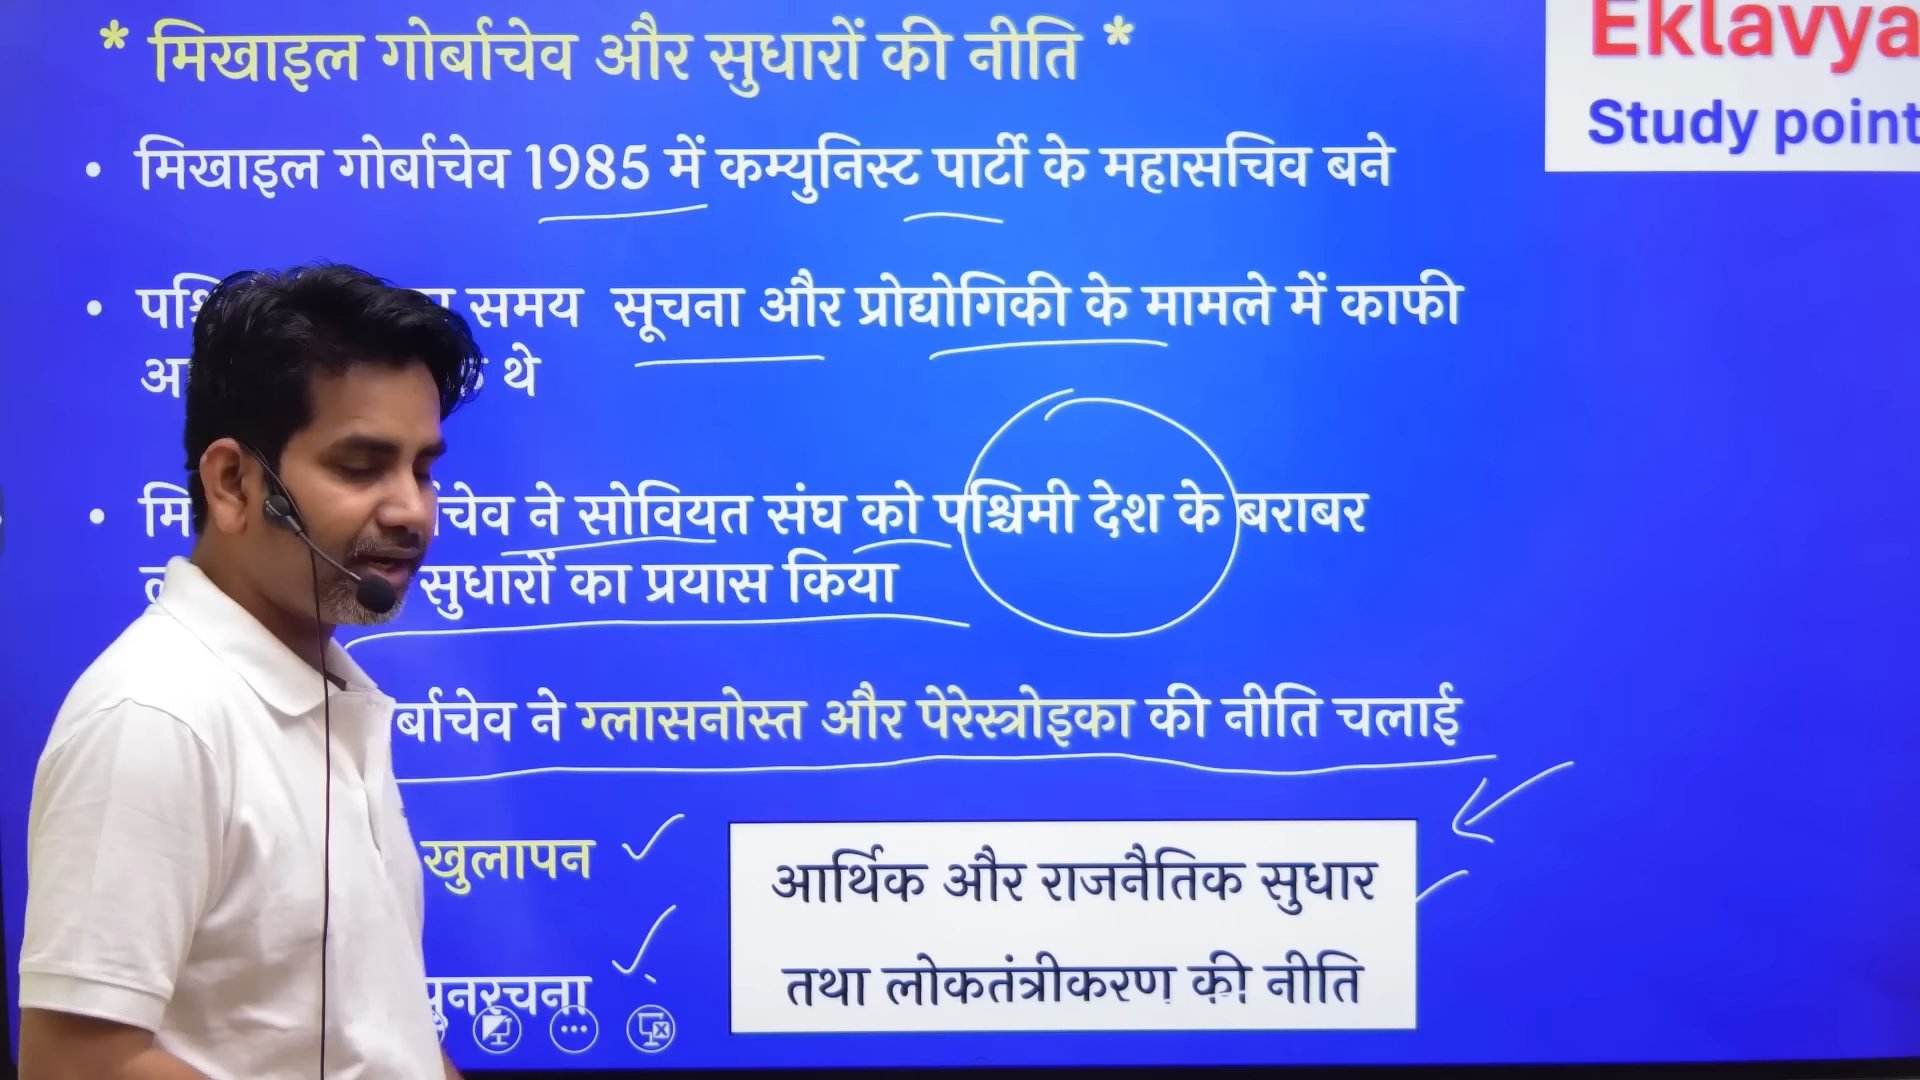 * मिखाइल गोर्बाचेव और सुधारों की नीति *
Eklavya
Study point
• मिखाइल गोर्बाचेव 1985 में कम्युनिस्ट पार्टी के महासचिव बने
• समय सूचना और प्रोद्योगिकी के मामले में काफी
थे
• ने सोवियत संघ को पश्चिमी देश के बराबर
सुधारों का प्रयास किया
ने ग्लासनोस्त और पेरेस्त्रोइका की नीति चलाई
खुलापन
आर्थिक और राजनैतिक सुधार
तथा लोकतंत्रीकरण की नीति
पुनरचना